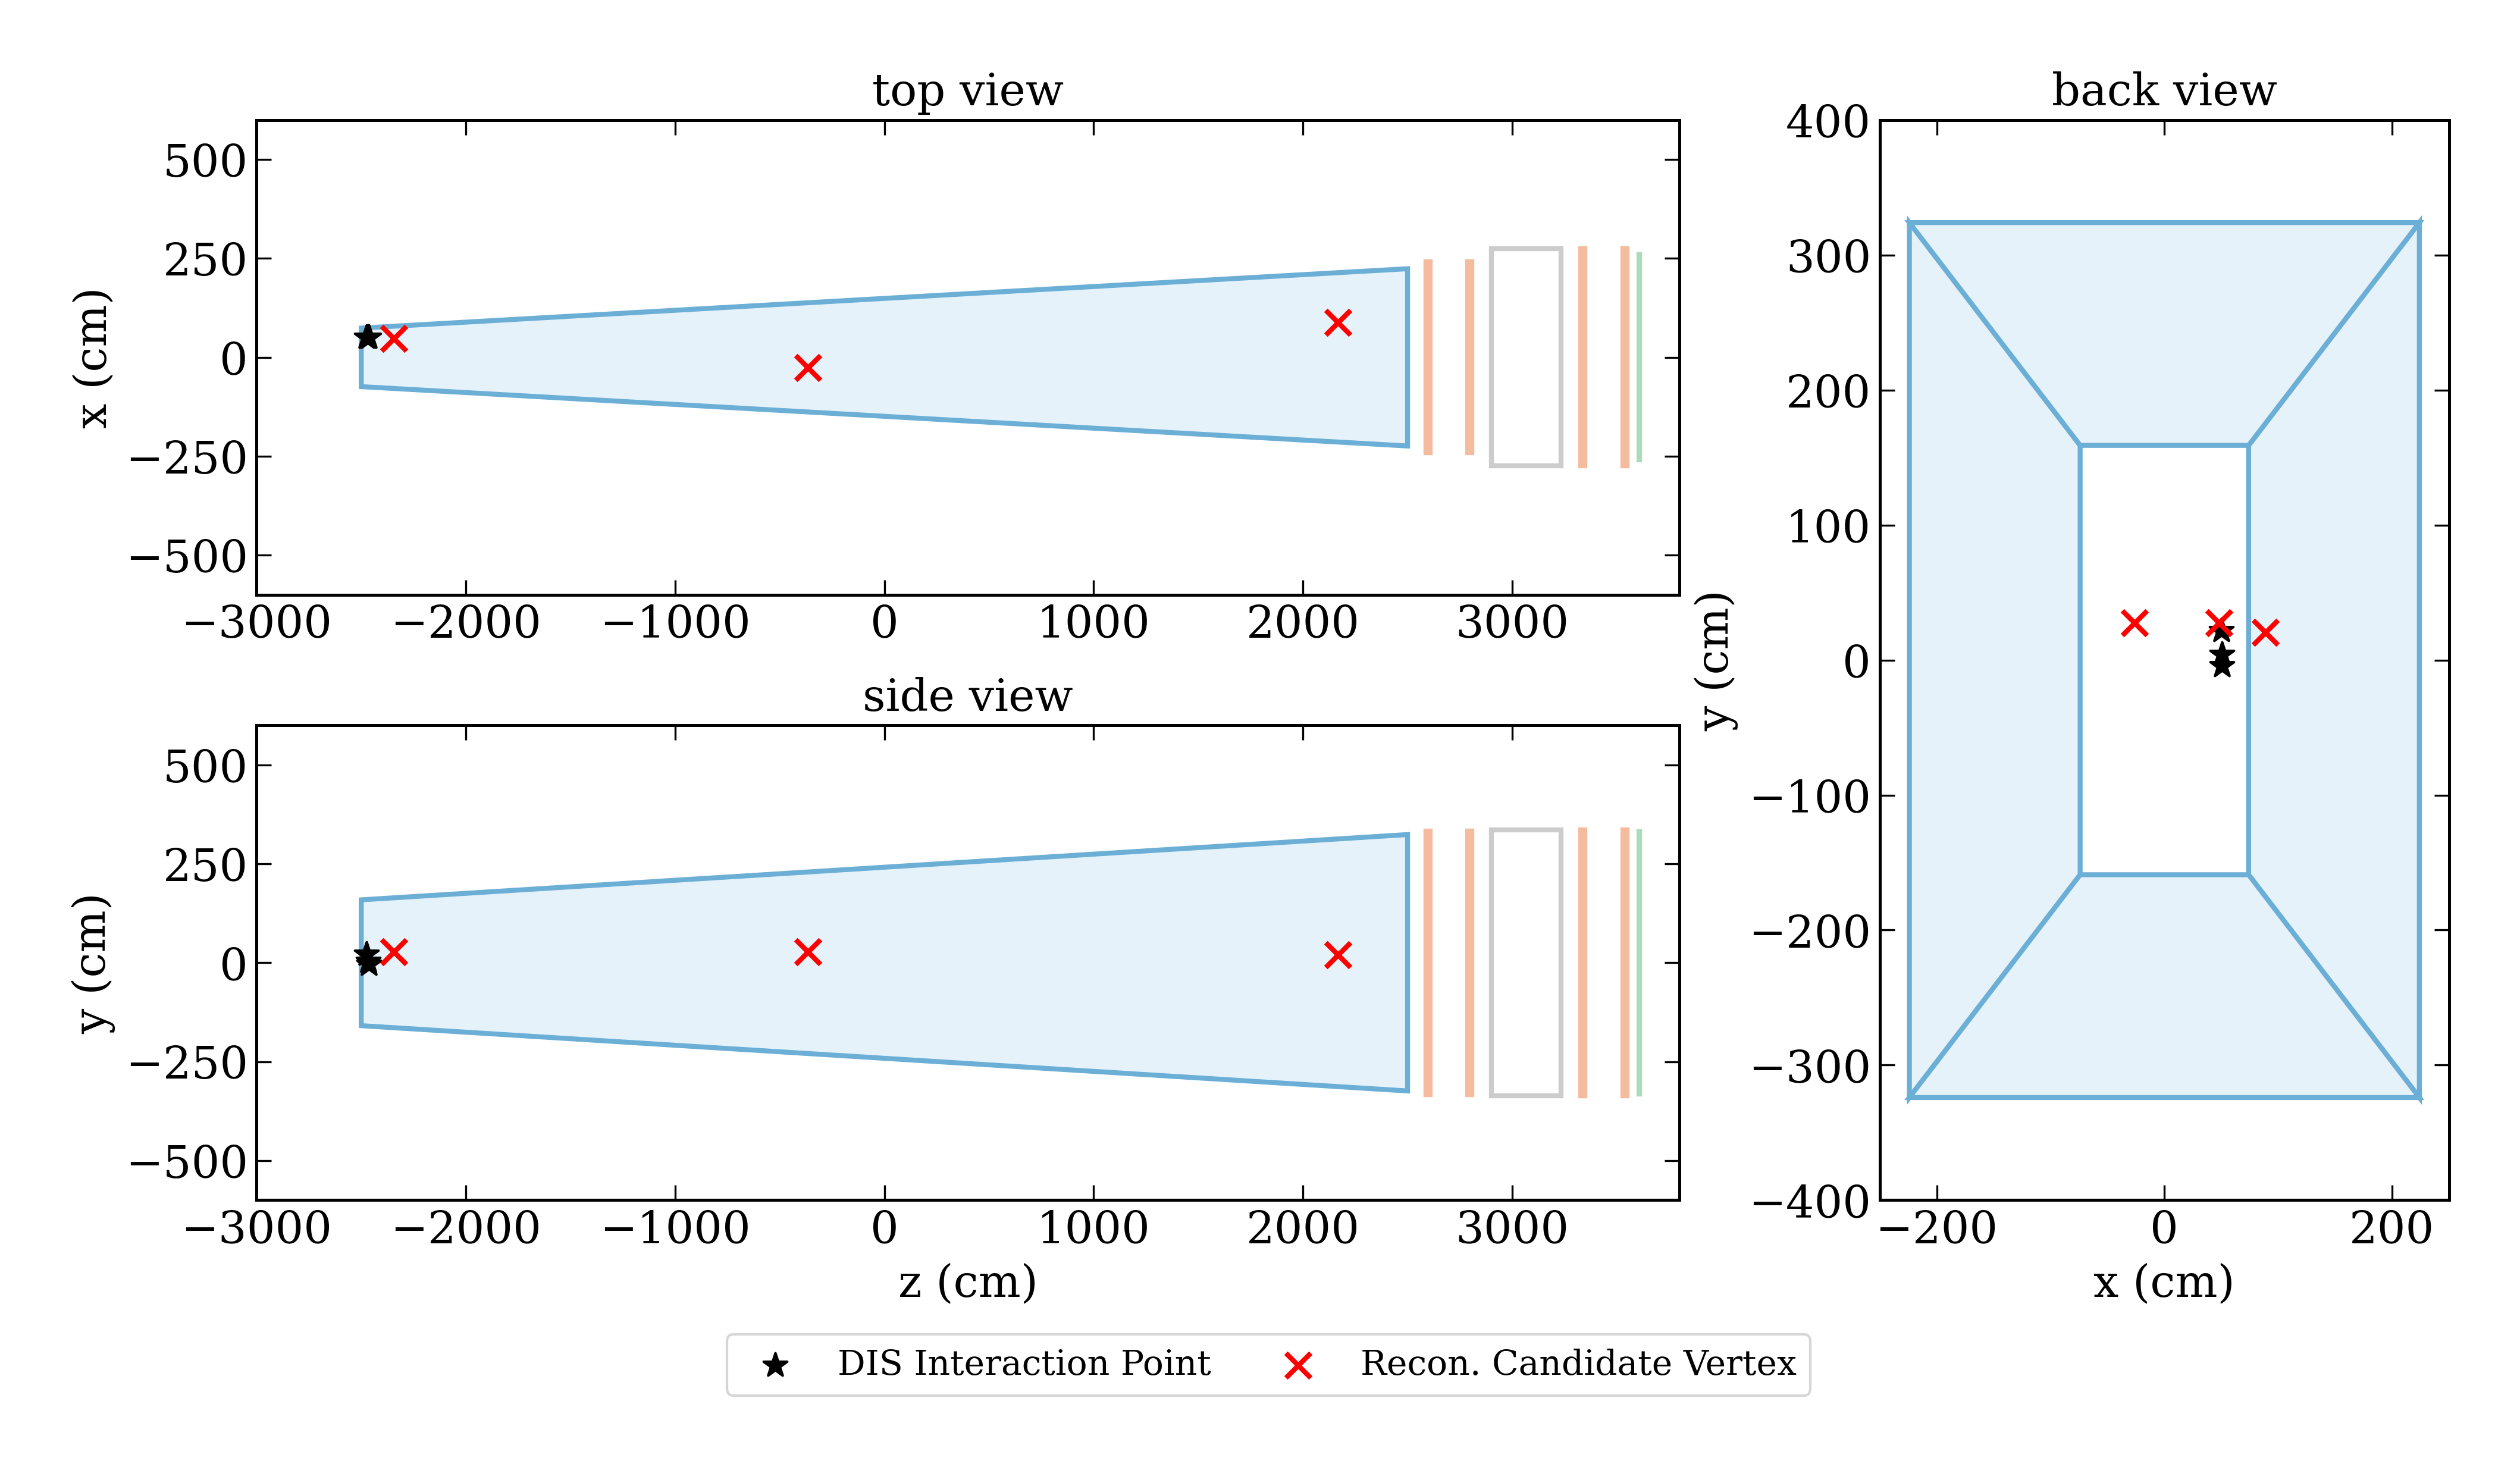 top view
500
250
0
−250
−500
x (cm)
−3000 −2000 −1000 0 1000 2000 3000
side view
500
250
0
−250
−500
y (cm)
−3000 −2000 −1000 0 1000 2000 3000
z (cm)
back view
400
300
200
100
0
−100
−200
−300
−400
y (cm)
−200 0 200
x (cm)
DIS Interaction Point Recon. Candidate Vertex